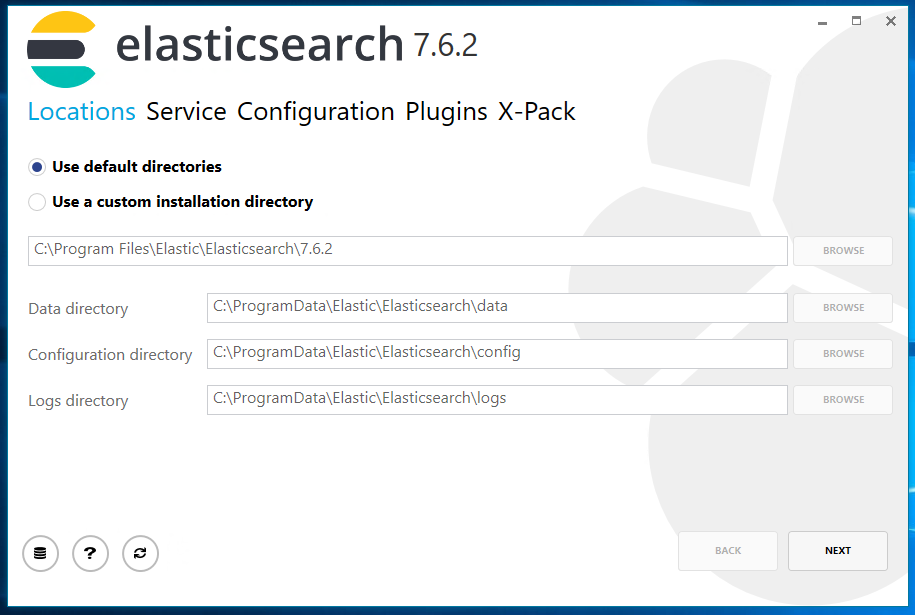 elasticsearch 7.6.2
Locations Service Configuration Plugins X-Pack
Use default directories
Use a custom installation directory
C:\Program Files\Elastic\Elasticsearch\7.6.2 BROWSE
Data directory C:\ProgramData\Elastic\Elasticsearch\data BROWSE
Configuration directory C:\ProgramData\Elastic\Elasticsearch\config BROWSE
Logs directory C:\ProgramData\Elastic\Elasticsearch\logs BROWSE
? BACK NEXT